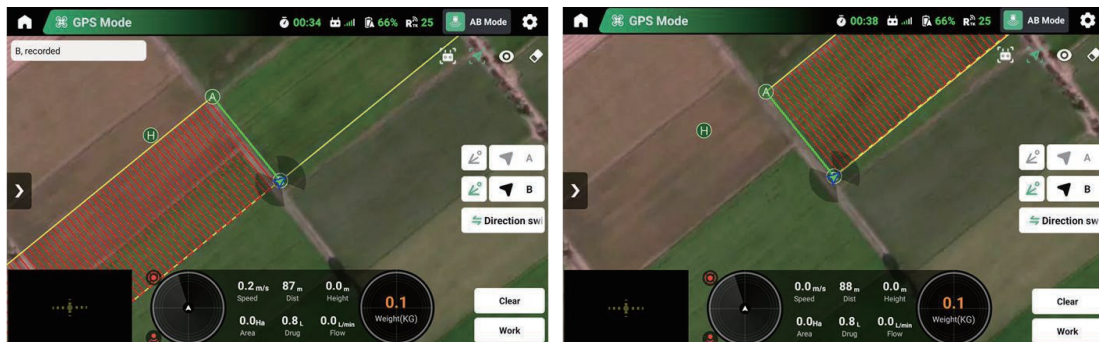 GPS Mode 00:34 66% R 25 AB Mode
B, recorded
A
H
A
B
Direction swi
0.2 m/s 87 m 0.0 m
Speed Dist Height
0.1
Weight(KG)
0.0 Ha 0.8 L 0.0 L/min
Area Drug Flow
Clear
Work
GPS Mode 00:38 66% R 25 AB Mode
A
H
A
B
Direction sw
0.0 m/s 88 m 0.0 m
Speed Dist Height
0.1
Weight(KG)
0.0 Ha 0.8 L 0.0 L/min
Area Drug Flow
Clear
Work